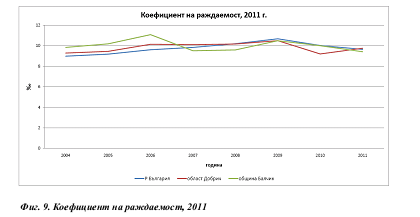 Коефициент на раждаемост, 2011 г.
12
10
8
6
4
2
0
‰
2004 2005 2006 2007 2008 2009 2010 2011
година
Р България област Добрич община Балчик
Фиг. 9. Коефициент на раждаемост, 2011